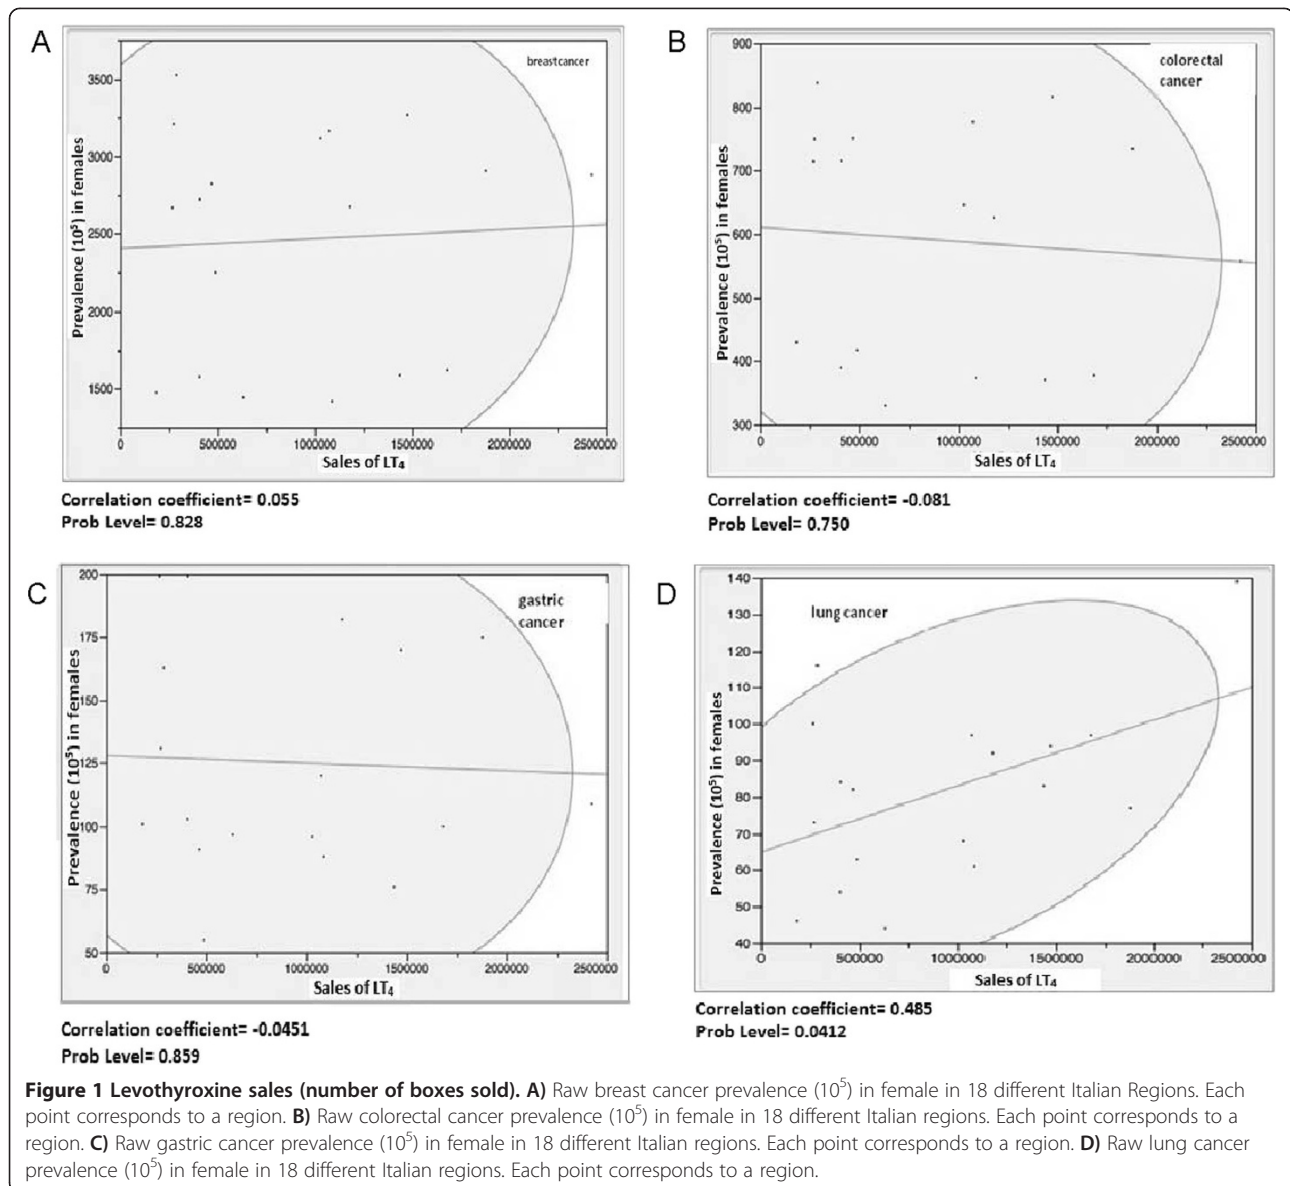 A
breast cancer
3500
3000
2500
2000
1500
Prevalence (10⁵) in females
0 500000 1000000 1500000 2000000 2500000
Sales of LT₄
Correlation coefficient= 0.055
Prob Level= 0.828
B
colorectal
cancer
900
800
700
600
500
400
300
Prevalence (10⁵) in females
0 500000 1000000 1500000 2000000 2500000
Sales of LT₄
Correlation coefficient= -0.081
Prob Level= 0.750
C
gastric
cancer
200
175
150
125
100
75
50
Prevalence (10⁵) in females
0 500000 1000000 1500000 2000000 2500000
Sales of LT₄
Correlation coefficient= -0.0451
Prob Level= 0.859
D
lung cancer
140
130
120
110
100
90
80
70
60
50
40
Prevalence (10⁵) in females
0 500000 1000000 1500000 2000000 2500000
Sales of LT₄
Correlation coefficient= 0.485
Prob Level= 0.0412
Figure 1 Levothyroxine sales (number of boxes sold). A) Raw breast cancer prevalence (10⁵) in female in 18 different Italian Regions. Each
point corresponds to a region. B) Raw colorectal cancer prevalence (10⁵) in female in 18 different Italian regions. Each point corresponds to a
region. C) Raw gastric cancer prevalence (10⁵) in female in 18 different Italian regions. Each point corresponds to a region. D) Raw lung cancer
prevalence (10⁵) in female in 18 different Italian regions. Each point corresponds to a region.